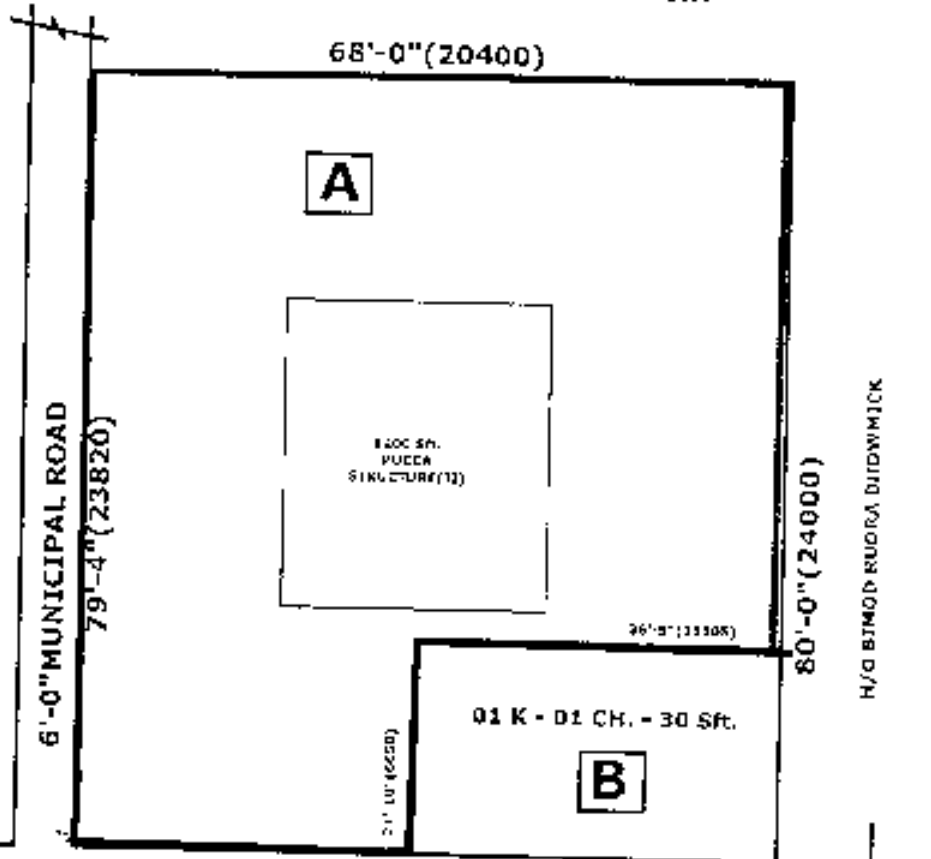 68'-0"(20400)
A
6'-0"MUNICIPAL ROAD
79'-4"(23820)
STRUCTURE
80'-0"(24000)
H/O BIMOD RUDRA
01 K - 01 CH. - 30 Sft.
B